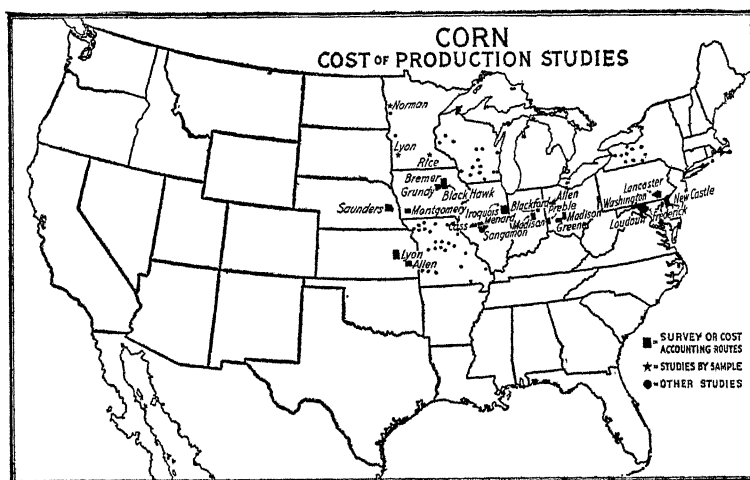 CORN
COST OF PRODUCTION STUDIES
Norman
Lyon
Rice
Bremer
Grundy
Black Hawk
Saunders
Montgomery
Iroquois
Blackford
Allen
Preble
Cass
Menard
Sangamon
Madison
Madison
Greene
Lancaster
Washington
New Castle
Frederick
Loudoun
Lyon
Allen
■ = SURVEY OR COST
ACCOUNTING ROUTES
★ = STUDIES BY SAMPLE
● = OTHER STUDIES